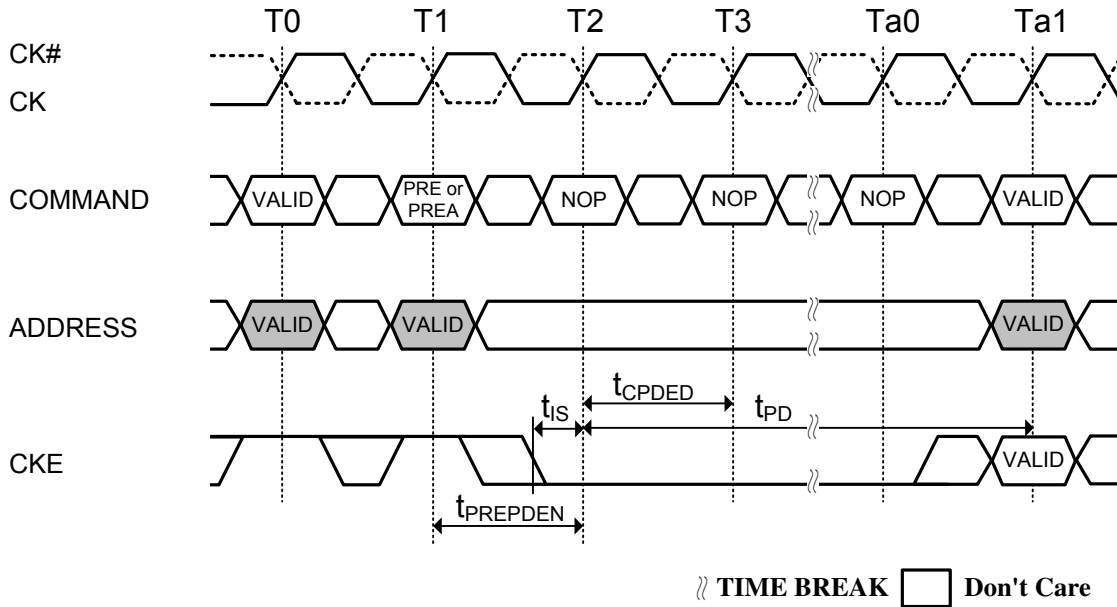 T0 T1 T2 T3 Ta0 Ta1
CK#
CK
COMMAND VALID PRE or PREA NOP NOP NOP VALID
ADDRESS VALID VALID VALID
tIS tCPDED tPD
CKE VALID
tPREPDEN
TIME BREAK Don't Care